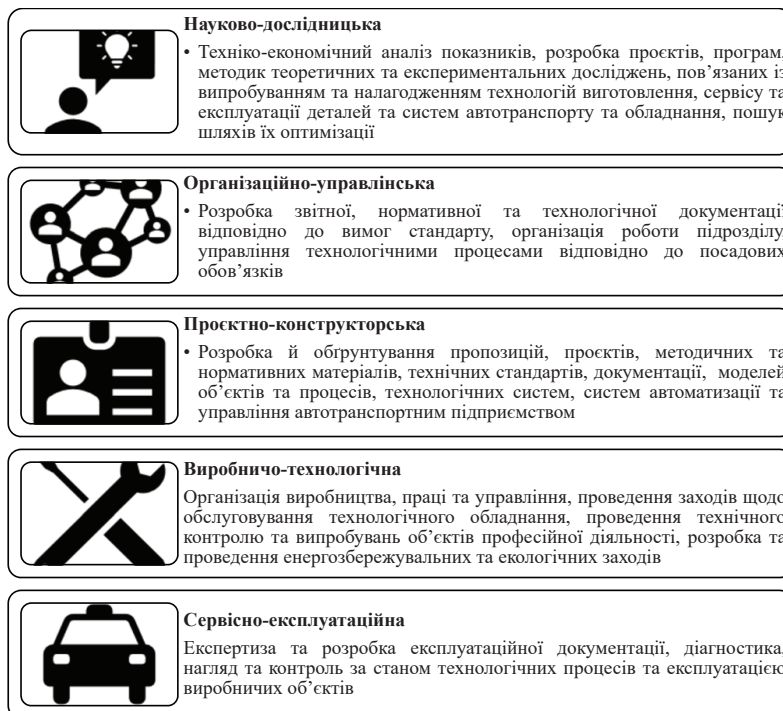 Науково-дослідницька
• Техніко-економічний аналіз показників, розробка проєктів, програм,
методик теоретичних та експериментальних досліджень, пов’язаних із
випробуванням та налагодженням технологій виготовлення, сервісу та
експлуатації деталей та систем автотранспорту та обладнання, пошук
шляхів їх оптимізації
Організаційно-управлінська
• Розробка звітної, нормативної та технологічної документації
відповідно до вимог стандарту, організація роботи підрозділу,
управління технологічними процесами відповідно до посадових
обов’язків
Проєктно-конструкторська
• Розробка й обґрунтування пропозицій, проєктів, методичних та
нормативних матеріалів, технічних стандартів, документації, моделей
об’єктів та процесів, технологічних систем, систем автоматизації та
управління автотранспортним підприємством
Виробничо-технологічна
Організація виробництва, праці та управління, проведення заходів щодо
обслуговування технологічного обладнання, проведення технічного
контролю та випробувань об’єктів професійної діяльності, розробка та
проведення енергозбережувальних та екологічних заходів
Сервісно-експлуатаційна
Експертиза та розробка експлуатаційної документації, діагностика,
нагляд та контроль за станом технологічних процесів та експлуатацією
виробничих об’єктів